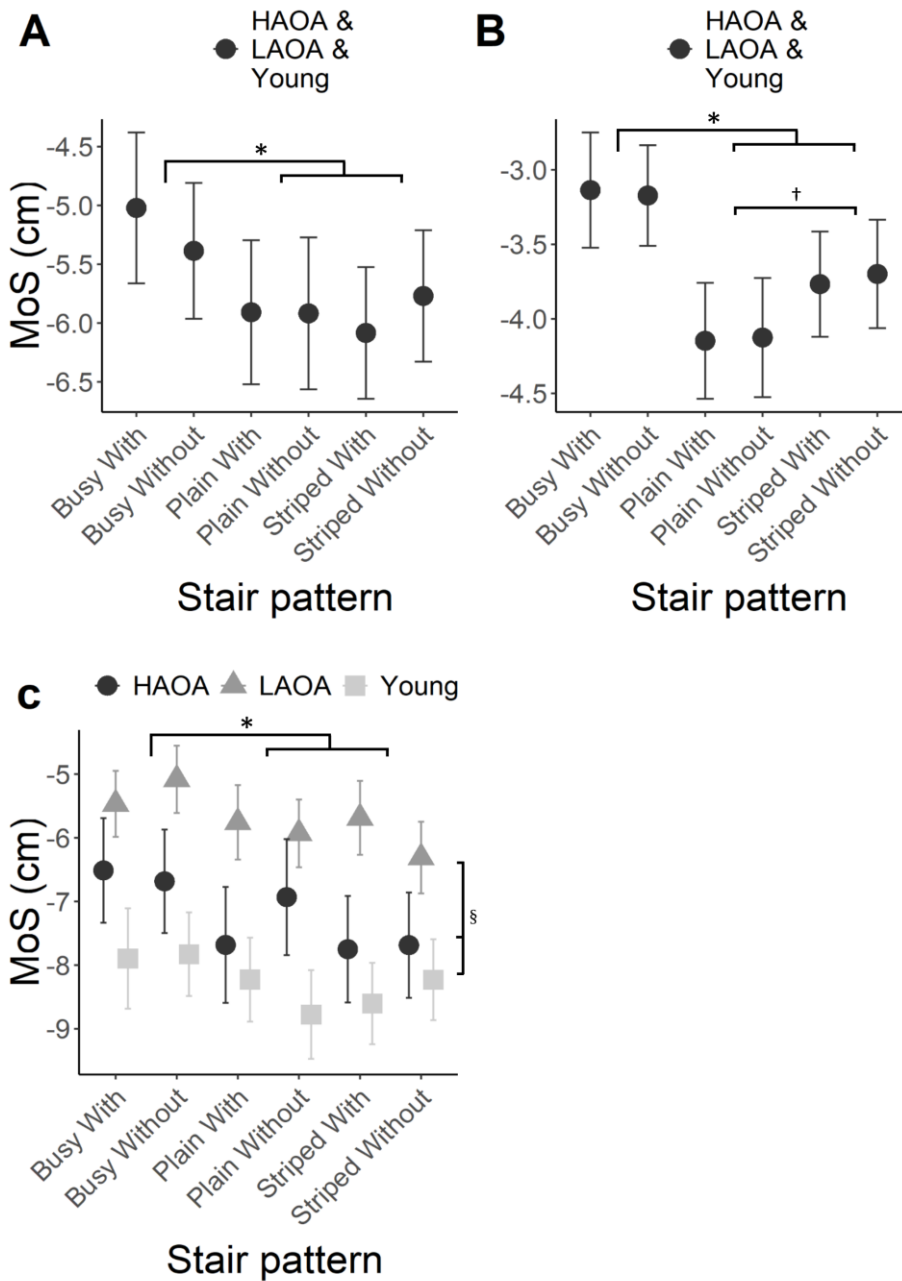 A
HAOA &
LAOA &
Young
MoS (cm)
-4.5
-5.0
-5.5
-6.0
-6.5
*
Busy With
Busy Without
Plain With
Plain Without
Striped With
Striped Without
Stair pattern
B
HAOA &
LAOA &
Young
-3.0
-3.5
-4.0
-4.5
*
†
Busy With
Busy Without
Plain With
Plain Without
Striped With
Striped Without
Stair pattern
c
HAOA LAOA Young
MoS (cm)
-5
-6
-7
-8
-9
*
§
Busy With
Busy Without
Plain With
Plain Without
Striped With
Striped Without
Stair pattern